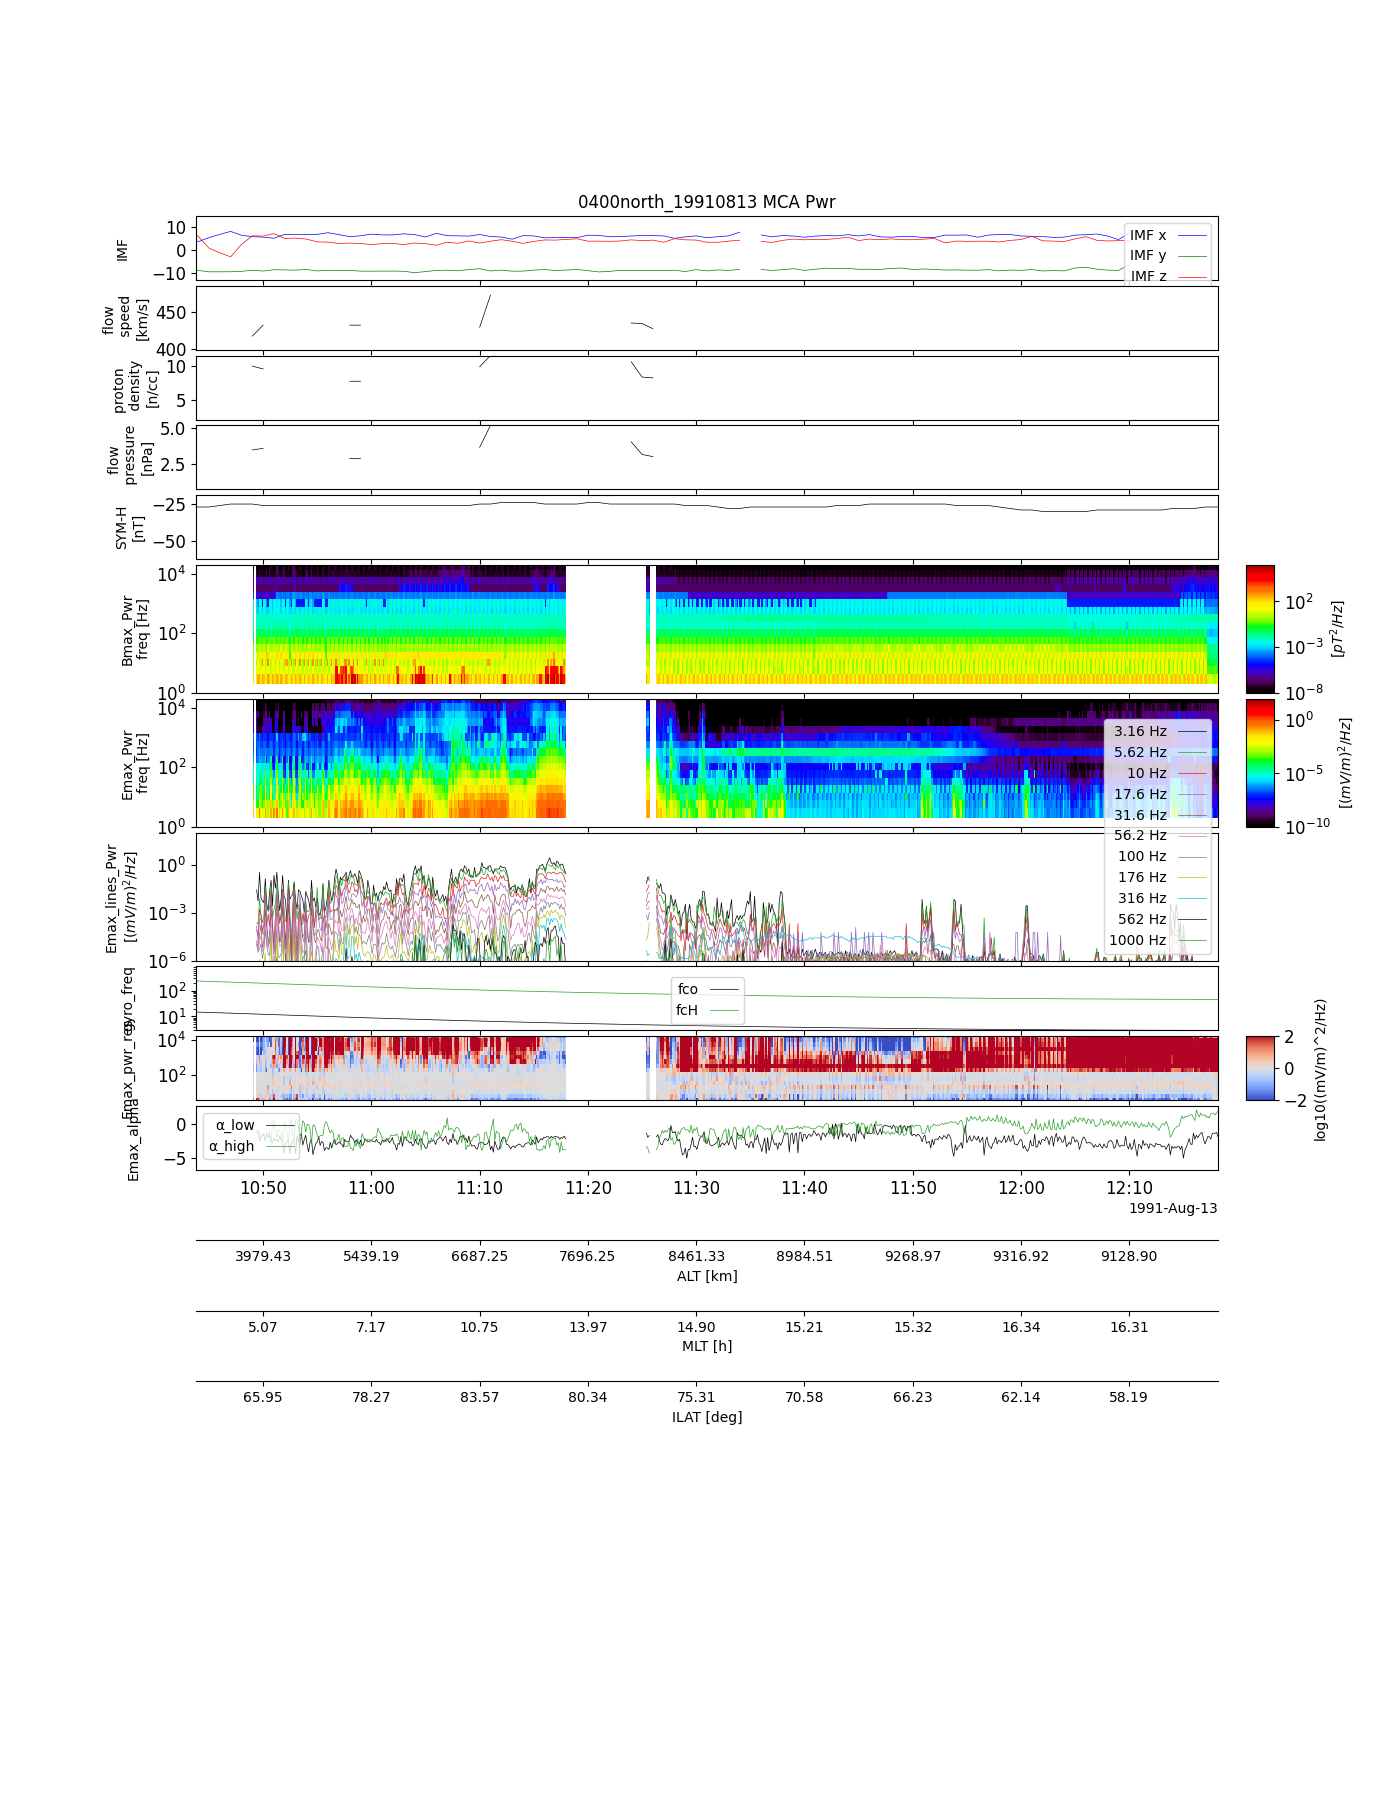 0400north_19910813 MCA Pwr
IMF
10
0
−10
IMF x
IMF y
IMF z
flow
speed
[km/s]
450
400
proton
density
[n/cc]
10
5
flow
pressure
[nPa]
5.0
2.5
SYM-H
[nT]
−25
−50
Bmax_Pwr
freq [Hz]
10^4
10^2
10^0
10^2
10^−3
10^−8
[pT^2/Hz]
Emax_Pwr
freq [Hz]
10^4
10^2
10^0
10^0
10^−5
10^−10
[(mV/m)^2/Hz]
3.16 Hz
5.62 Hz
10 Hz
17.6 Hz
31.6 Hz
56.2 Hz
100 Hz
176 Hz
316 Hz
562 Hz
1000 Hz
Emax_lines_Pwr
[(mV/m)^2/Hz]
10^0
10^−3
10^−6
gyro_freq
10^2
10^1
fco
fcH
Emax_pwr_reg
10^4
10^2
2
0
−2
log10((mV/m)^2/Hz)
Emax_alpha
0
−5
α_low
α_high
10:50 11:00 11:10 11:20 11:30 11:40 11:50 12:00 12:10
1991-Aug-13
3979.43 5439.19 6687.25 7696.25 8461.33 8984.51 9268.97 9316.92 9128.90
ALT [km]
5.07 7.17 10.75 13.97 14.90 15.21 15.32 16.34 16.31
MLT [h]
65.95 78.27 83.57 80.34 75.31 70.58 66.23 62.14 58.19
ILAT [deg]